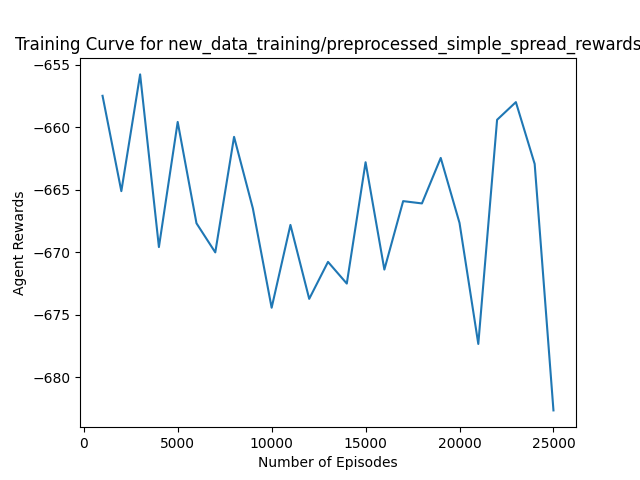 Training Curve for new_data_training/preprocessed_simple_spread_rewards
−655
−660
−665
−670
−675
−680
Agent Rewards
0 5000 10000 15000 20000 25000
Number of Episodes